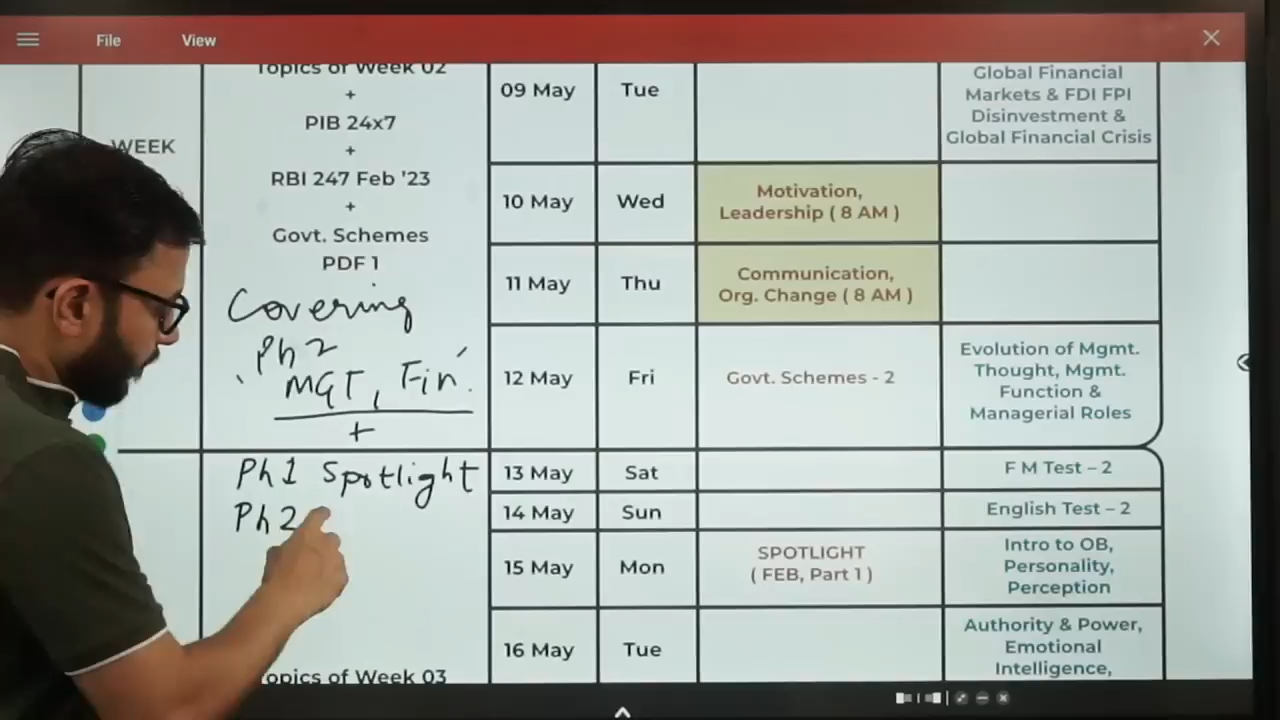 File
View
WEEK
Topics of Week 02
+
PIB 24x7
+
RBI 247 Feb '23
+
Govt. Schemes
PDF 1
Covering
Ph 2
MGT, Fin.
+
Ph1 Spotlight
Ph2
Topics of Week 03
09 May
Tue
Global Financial
Markets & FDI FPI
Disinvestment &
Global Financial Crisis
10 May
Wed
Motivation,
Leadership ( 8 AM )
11 May
Thu
Communication,
Org. Change ( 8 AM )
12 May
Fri
Govt. Schemes - 2
Evolution of Mgmt.
Thought, Mgmt.
Function &
Managerial Roles
13 May
Sat
F M Test – 2
14 May
Sun
English Test – 2
15 May
Mon
SPOTLIGHT
( FEB, Part 1 )
Intro to OB,
Personality,
Perception
16 May
Tue
Authority & Power,
Emotional
Intelligence,